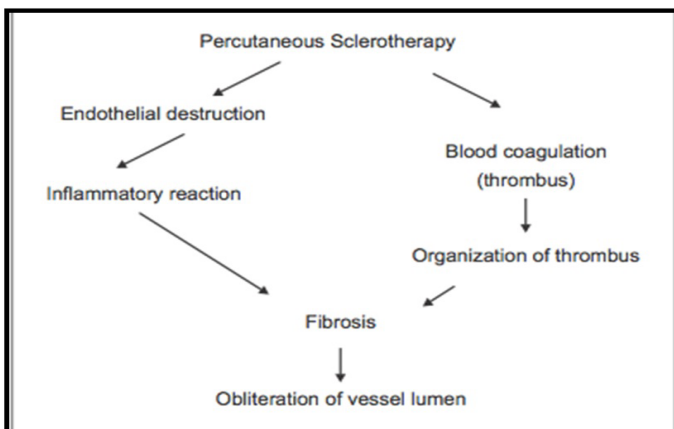 Percutaneous Sclerotherapy
Endothelial destruction
Blood coagulation
(thrombus)
Inflammatory reaction
Organization of thrombus
Fibrosis
Obliteration of vessel lumen